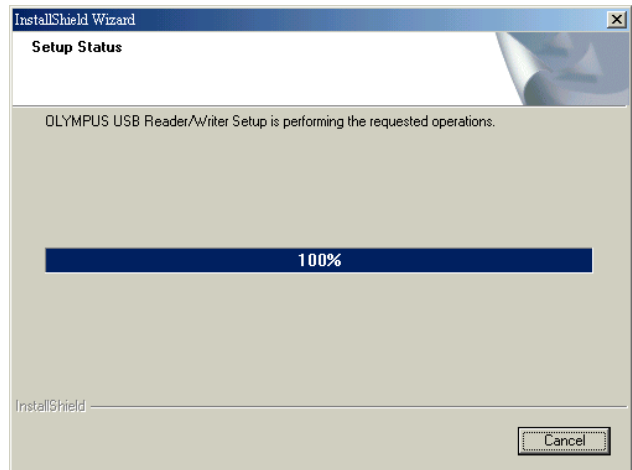 InstallShield Wizard
Setup Status
OLYMPUS USB Reader/Writer Setup is performing the requested operations.
100%
InstallShield
Cancel